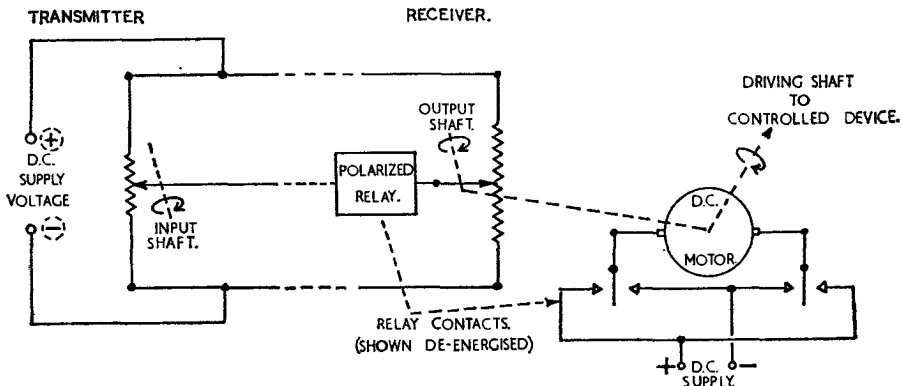 TRANSMITTER
RECEIVER.
+
D.C.
SUPPLY
VOLTAGE
−
INPUT
SHAFT.
POLARIZED
RELAY.
OUTPUT
SHAFT.
DRIVING SHAFT
TO
CONTROLLED DEVICE.
D.C.
MOTOR.
RELAY CONTACTS.
(SHOWN DE-ENERGISED)
+ D.C. −
SUPPLY.